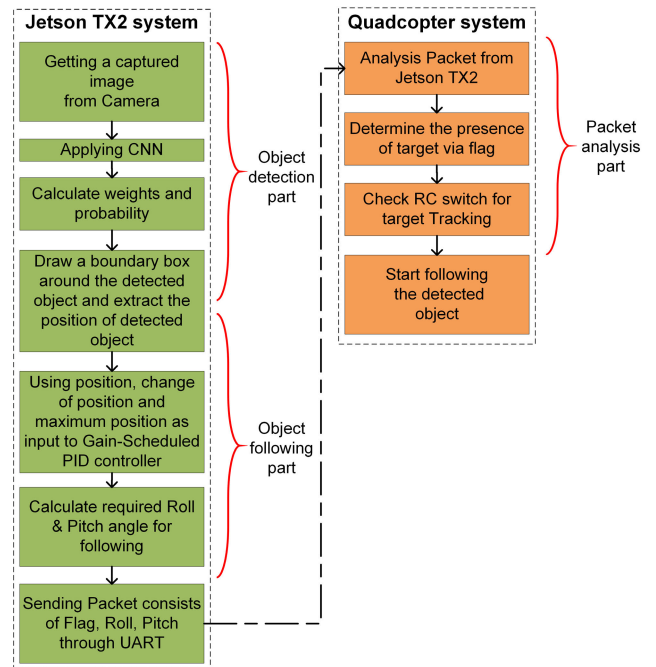 Jetson TX2 system
Getting a captured
image
from Camera
Applying CNN
Calculate weights and
probability
Draw a boundary box
around the detected
object and extract the
position of detected
object
Using position, change
of position and
maximum position as
input to Gain-Scheduled
PID controller
Calculate required Roll
& Pitch angle for
following
Sending Packet consists
of Flag, Roll, Pitch
through UART
Object
detection
part
Object
following
part
Quadcopter system
Analysis Packet from
Jetson TX2
Determine the presence
of target via flag
Check RC switch for
target Tracking
Start following
the detected
object
Packet
analysis
part